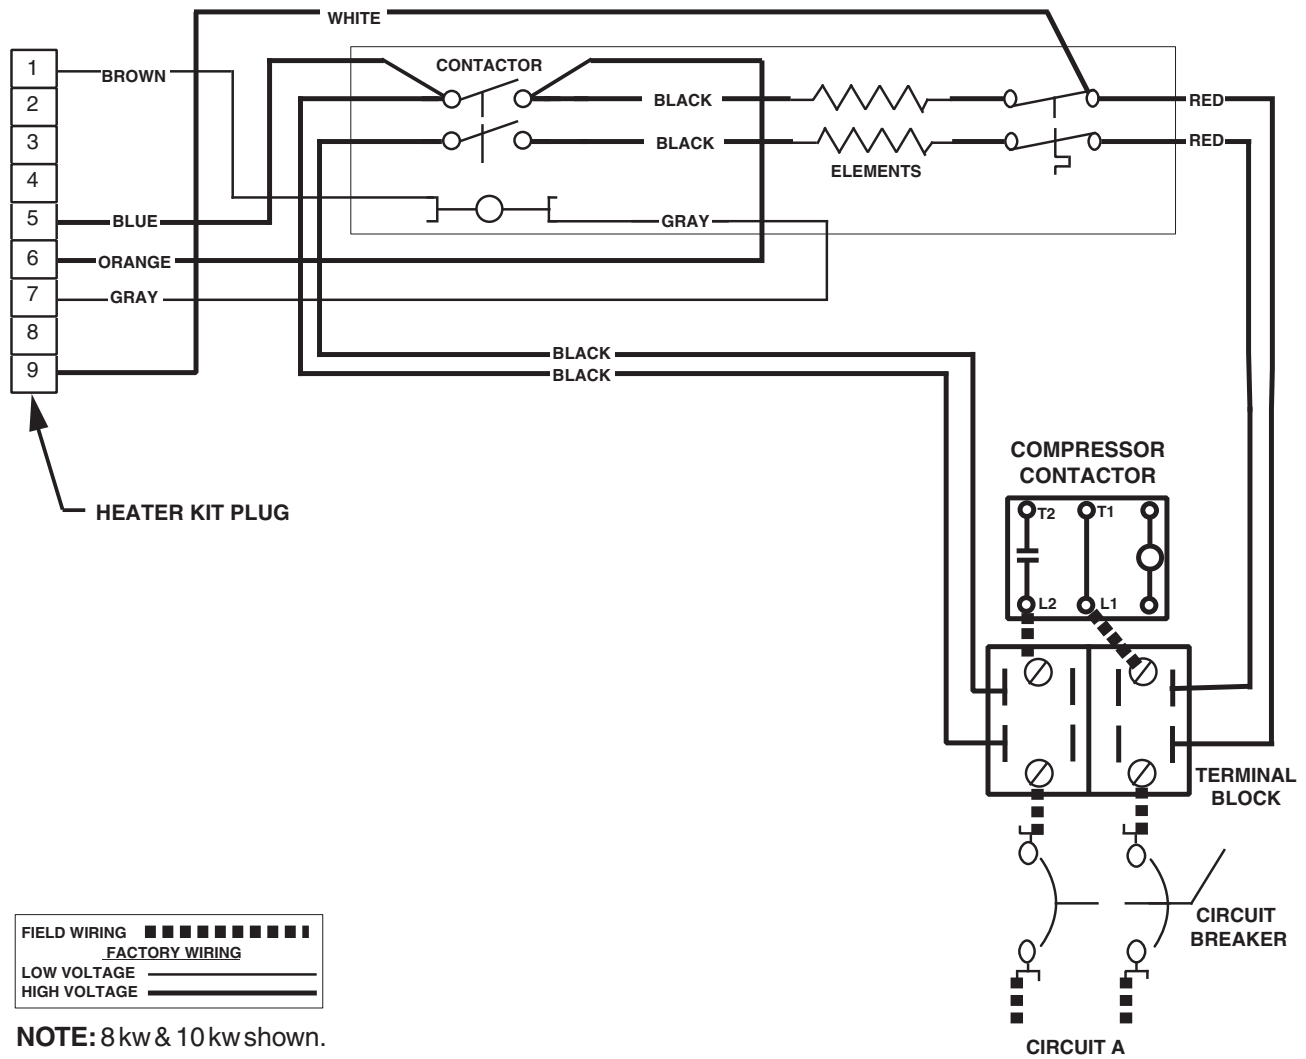 WHITE
1
BROWN
CONTACTOR
2
BLACK
RED
3
BLACK
RED
4
ELEMENTS
5
BLUE
GRAY
6
ORANGE
7
GRAY
8
9
BLACK
BLACK
HEATER KIT PLUG
COMPRESSOR
CONTACTOR
T2
T1
L2
L1
TERMINAL
BLOCK
CIRCUIT
BREAKER
CIRCUIT A
FIELD WIRING
FACTORY WIRING
LOW VOLTAGE
HIGH VOLTAGE
NOTE: 8 kw & 10 kw shown.